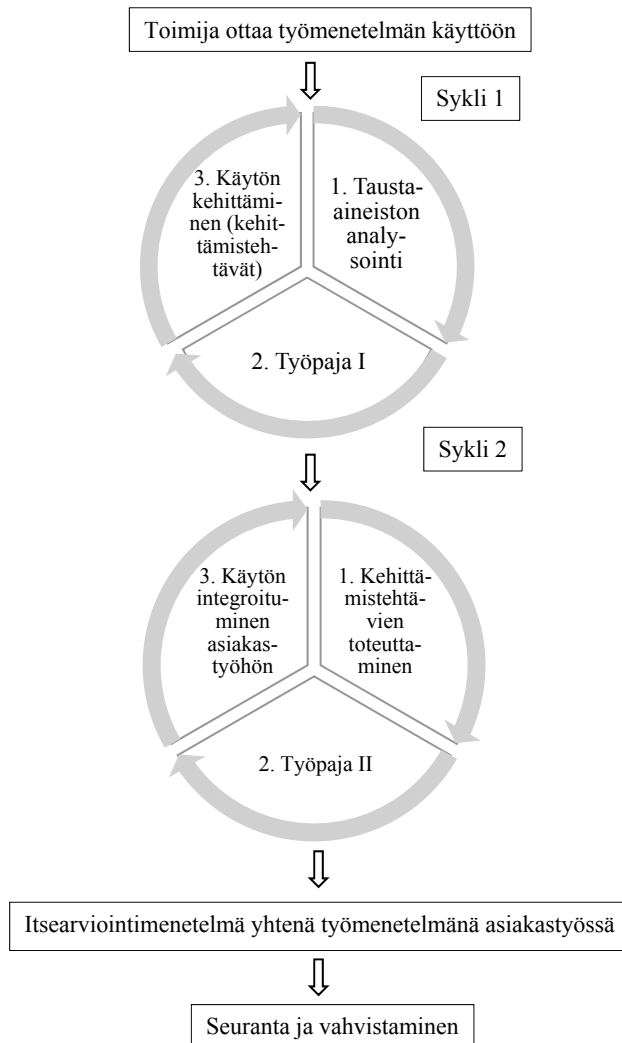 Toimija ottaa työmenetelmän käyttöön
Sykli 1
1. Tausta-
aineiston
analy-
sointi
2. Työpaja I
3. Käytön
kehittämi-
nen (kehit-
tämisteh-
tävät)
Sykli 2
1. Kehittä-
mistehtä-
vien
toteutta-
minen
2. Työpaja II
3. Käytön
integroitu-
minen
asiakas-
työhön
Itsearviointimenetelmä yhtenä työmenetelmänä asiakastyössä
Seuranta ja vahvistaminen